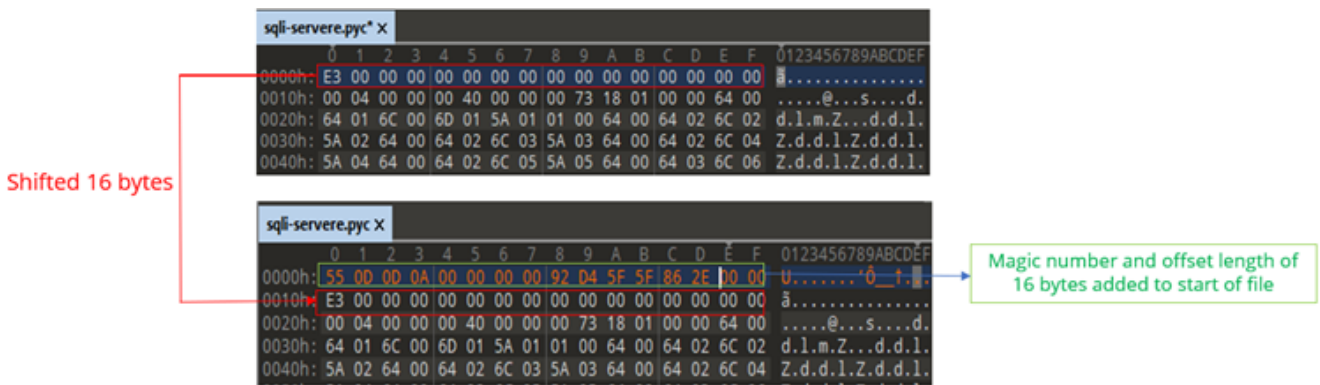 sqli-servere.pyc* X
0 1 2 3 4 5 6 7 8 9 A B C D E F 0123456789ABCDEF
0000h: E3 00 00 00 00 00 00 00 00 00 00 00 00 00 00 00 ã...............
0010h: 00 04 00 00 00 40 00 00 00 73 18 01 00 00 64 00 .....@...s....d.
0020h: 64 01 6C 00 6D 01 5A 01 01 00 64 00 64 02 6C 02 d.l.m.Z...d.d.l.
0030h: 5A 02 64 00 64 02 6C 03 5A 03 64 00 64 02 6C 04 Z.d.d.l.Z.d.d.l.
0040h: 5A 04 64 00 64 02 6C 05 5A 05 64 00 64 03 6C 06 Z.d.d.l.Z.d.d.l.
Shifted 16 bytes
sqli-servere.pyc X
0 1 2 3 4 5 6 7 8 9 A B C D E F 0123456789ABCDEF
0000h: 55 0D 0D 0A 00 00 00 00 92 D4 5F 5F 86 2E 00 00 U.......'Ô__†...
0010h: E3 00 00 00 00 00 00 00 00 00 00 00 00 00 00 00 ã...............
0020h: 00 04 00 00 00 40 00 00 00 73 18 01 00 00 64 00 .....@...s....d.
0030h: 64 01 6C 00 6D 01 5A 01 01 00 64 00 64 02 6C 02 d.l.m.Z...d.d.l.
0040h: 5A 02 64 00 64 02 6C 03 5A 03 64 00 64 02 6C 04 Z.d.d.l.Z.d.d.l.
Magic number and offset length of
16 bytes added to start of file